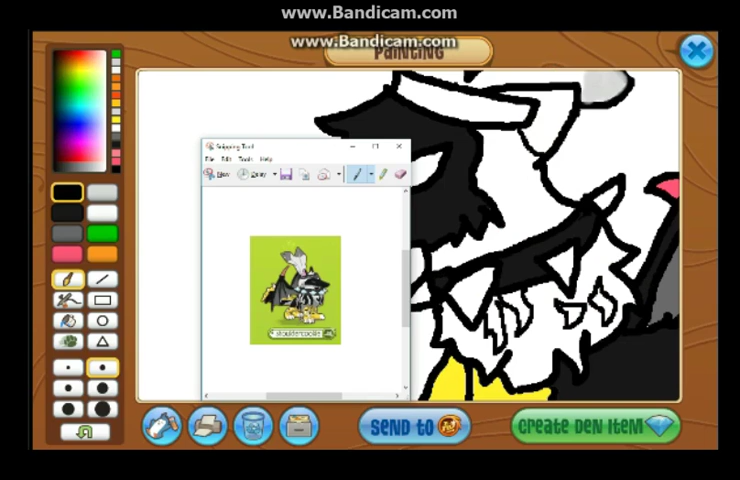 www.Bandicam.com
www.Bandicam.com
Painting
Snipping Tool
File Edit Tools Help
New Delay
shouldercookie
SEND TO
CREATE DEN ITEM